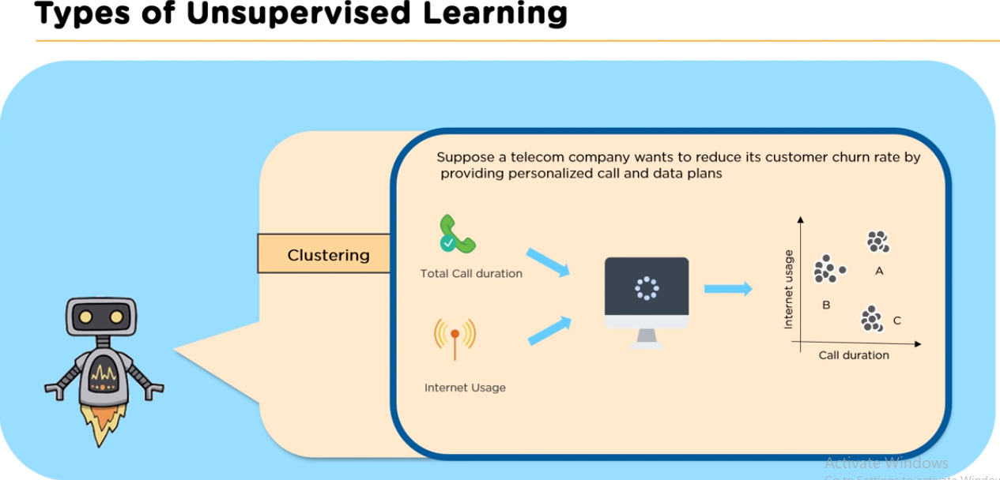 Types of Unsupervised Learning
Suppose a telecom company wants to reduce its customer churn rate by
providing personalized call and data plans
Clustering
Total Call duration
Internet Usage
Internet usage
A
B
C
Call duration
Activate Windows
Go to Settings to activate Window